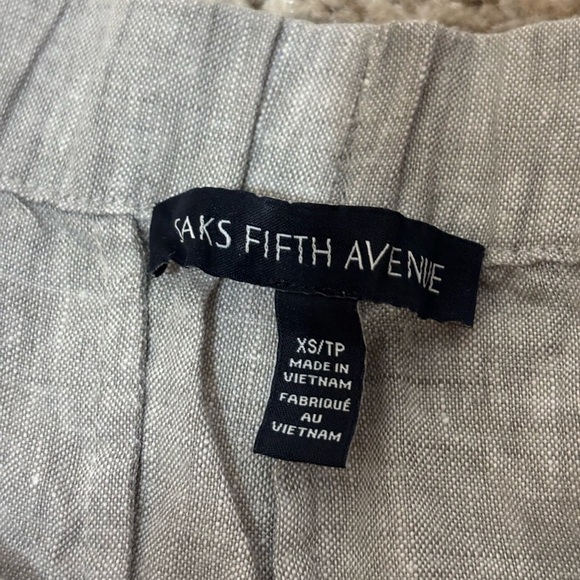 SAKS FIFTH AVENUE
XS/TP
MADE IN
VIETNAM
FABRIQUÉ
AU
VIETNAM